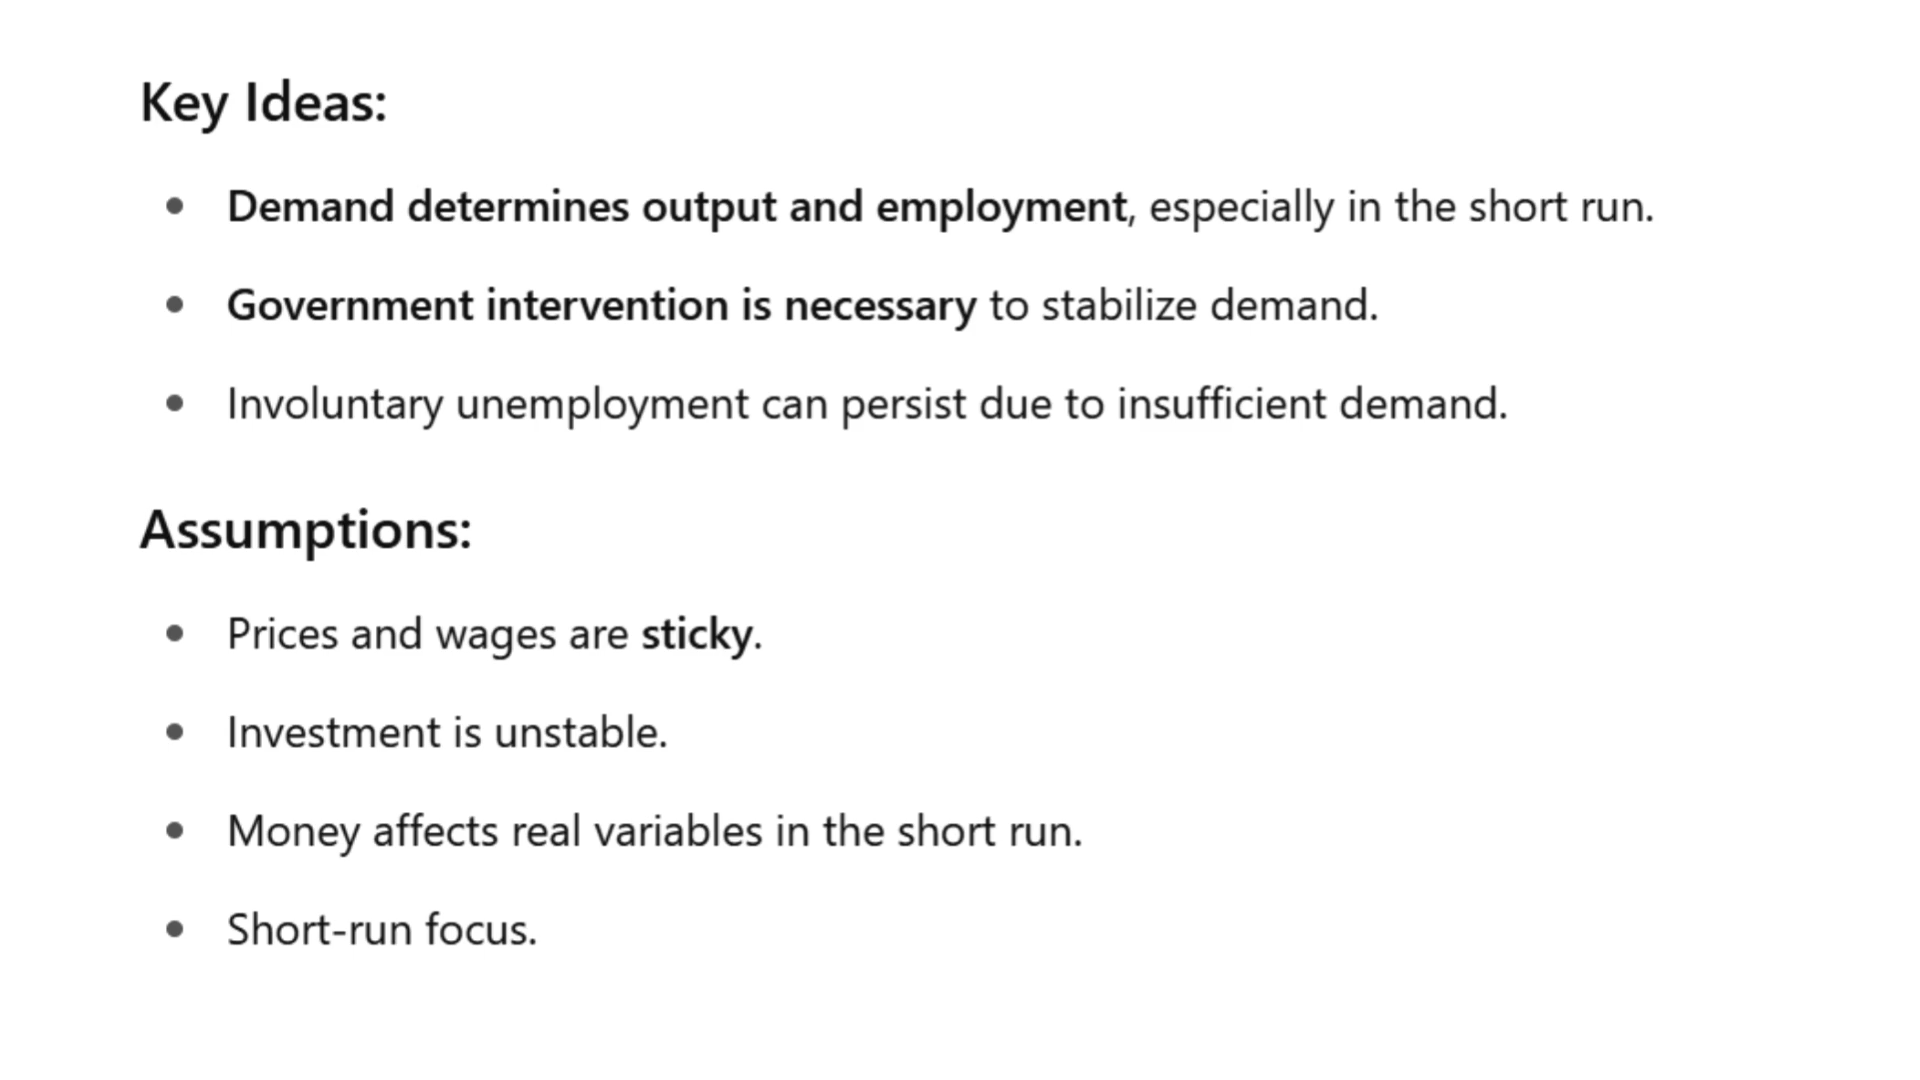 Key Ideas:
Demand determines output and employment, especially in the short run.
Government intervention is necessary to stabilize demand.
Involuntary unemployment can persist due to insufficient demand.
Assumptions:
Prices and wages are sticky.
Investment is unstable.
Money affects real variables in the short run.
Short-run focus.